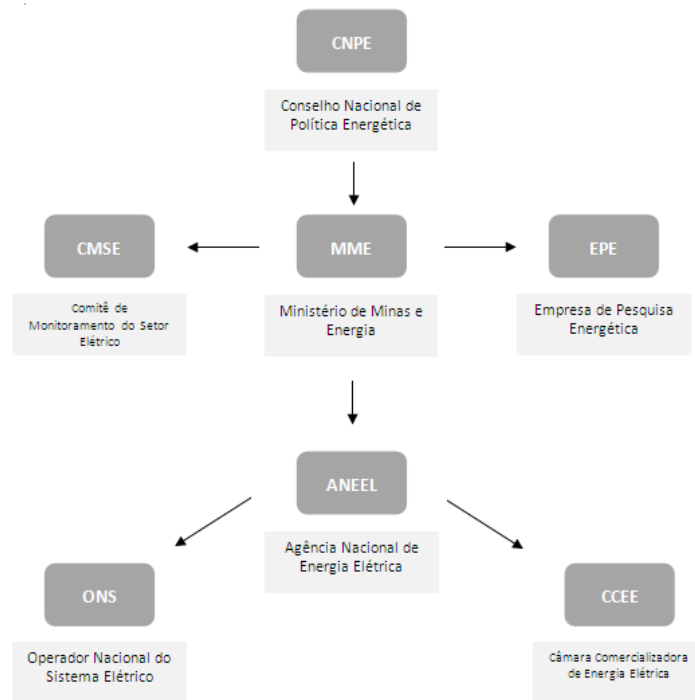 CNPE
Conselho Nacional de
Política Energética
CMSE
MME
EPE
Comitê de
Monitoramento do Setor
Elétrico
Ministério de Minas e
Energia
Empresa de Pesquisa
Energética
ANEEL
Agência Nacional de
Energia Elétrica
ONS
CCEE
Operador Nacional do
Sistema Elétrico
Câmara Comercializadora
de Energia Elétrica